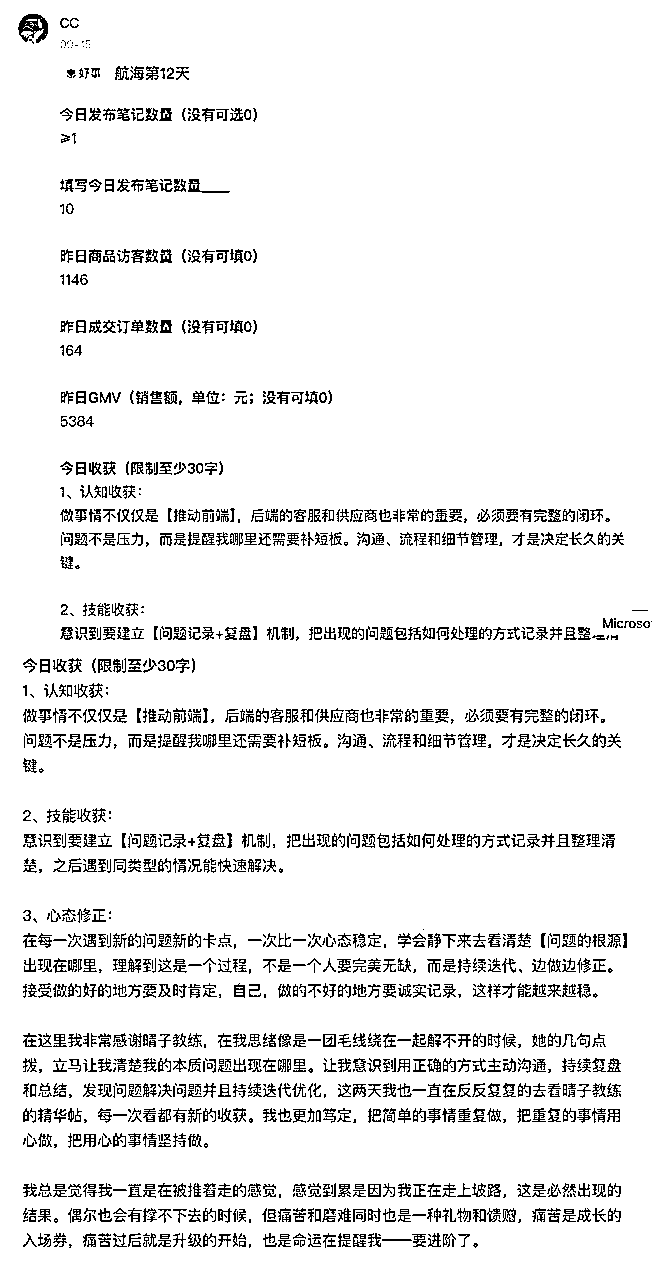 CC
09-15
航海第12天
今日发布笔记数量（没有可选0）
≥1
填写今日发布笔记数量____
10
昨日商品访客数量（没有可填0）
1146
昨日成交订单数量（没有可填0）
164
昨日GMV（销售额，单位：元；没有可填0）
5384
今日收获（限制至少30字）
1、认知收获：
做事情不仅仅是【推动前端】，后端的客服和供应商也非常的重要，必须要有完整的闭环。
问题不是压力，而是提醒我哪里还需要补短板。沟通、流程和细节管理，才是决定长久的关
键。
2、技能收获：
意识到要建立【问题记录+复盘】机制，把出现的问题包括如何处理的方式记录并且整理清
Microso
今日收获（限制至少30字）
1、认知收获：
做事情不仅仅是【推动前端】，后端的客服和供应商也非常的重要，必须要有完整的闭环。
问题不是压力，而是提醒我哪里还需要补短板。沟通、流程和细节管理，才是决定长久的关
键。
2、技能收获：
意识到要建立【问题记录+复盘】机制，把出现的问题包括如何处理的方式记录并且整理清
楚，之后遇到同类型的情况能快速解决。
3、心态修正：
在每一次遇到新的问题新的卡点，一次比一次心态稳定，学会静下来去看清楚【问题的根源】
出现在哪里，理解到这是一个过程，不是一个人要完美无缺，而是持续迭代、边做边修正。
接受做的好的地方要及时肯定，自己，做的不好的地方要诚实记录，这样才能越来越稳。
在这里我非常感谢晴子教练，在我思绪像是一团毛线绕在一起解不开的时候，她的几句点
拨，立马让我清楚我的本质问题出现在哪里。让我意识到用正确的方式主动沟通，持续复盘
和总结，发现问题解决问题并且持续迭代优化，这两天我也一直在反反复复的去看晴子教练
的精华帖，每一次看都有新的收获。我也更加笃定，把简单的事情重复做，把重复的事情用
心做，把用心的事情坚持做。
我总是觉得我一直是在被推着走的感觉，感觉到累是因为我正在走上坡路，这是必然出现的
结果。偶尔也会有撑不下去的时候，但痛苦和磨难同时也是一种礼物和馈赠，痛苦是成长的
入场券，痛苦过后就是升级的开始，也是命运在提醒我——要进阶了。